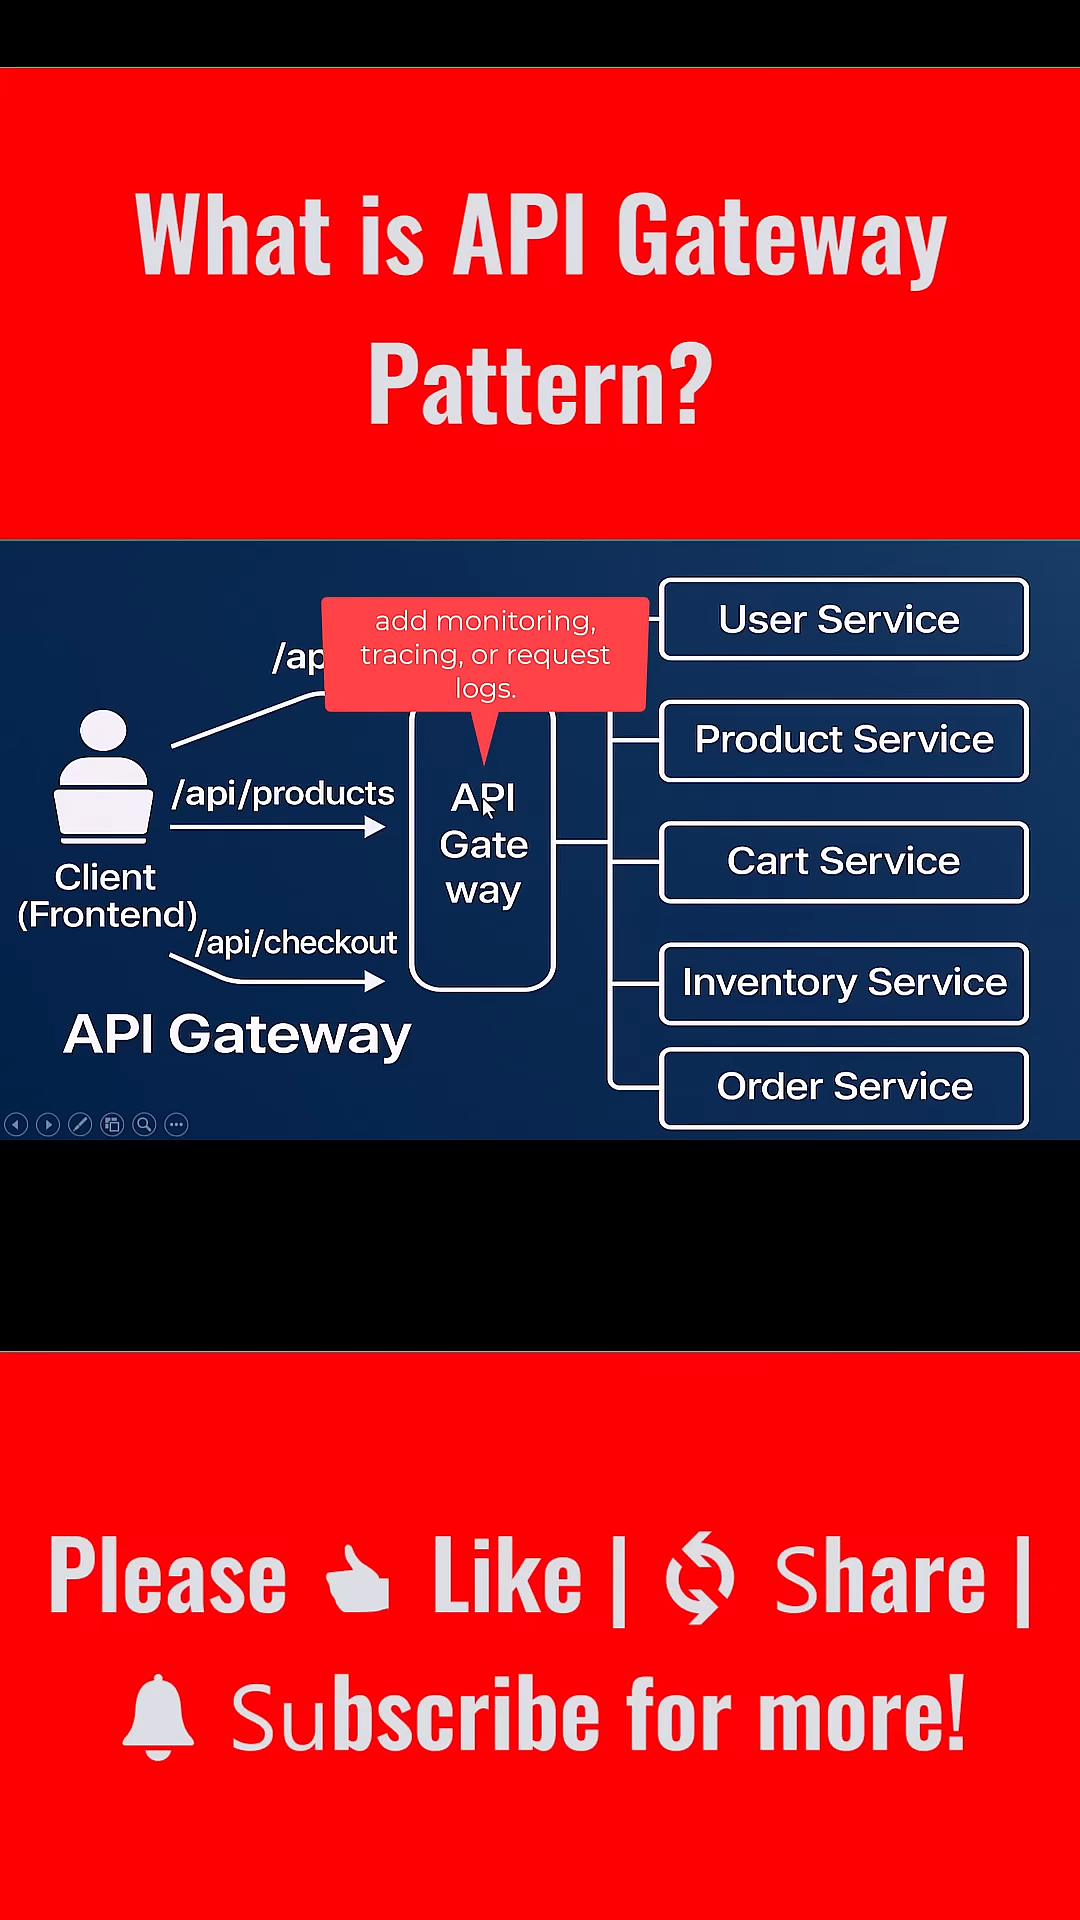 What is API Gateway
Pattern?
add monitoring,
tracing, or request
logs.
User Service
Product Service
/api/products
API
Gate
way
Cart Service
Client
(Frontend)
/api/checkout
Inventory Service
API Gateway
Order Service
Please 👍 Like | 🔄 Share |
🔔 Subscribe for more!